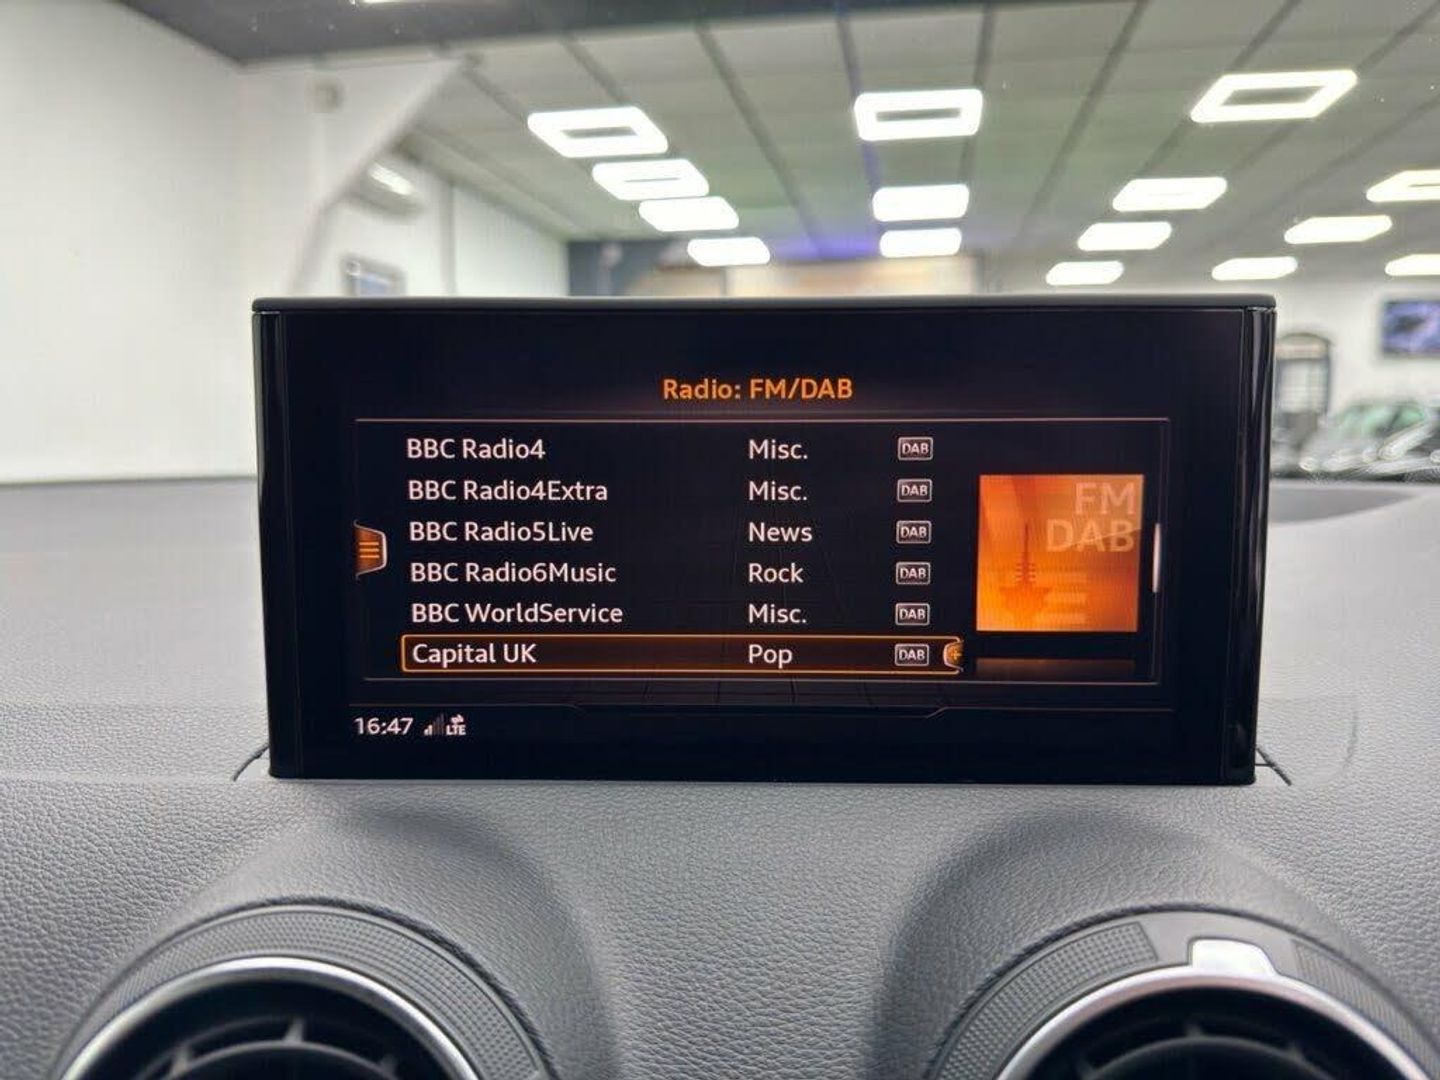 Radio: FM/DAB
BBC Radio4 Misc. DAB
BBC Radio4Extra Misc. DAB
BBC Radio5Live News DAB
BBC Radio6Music Rock DAB
BBC WorldService Misc. DAB
Capital UK Pop DAB
FM
DAB
16:47 LTE